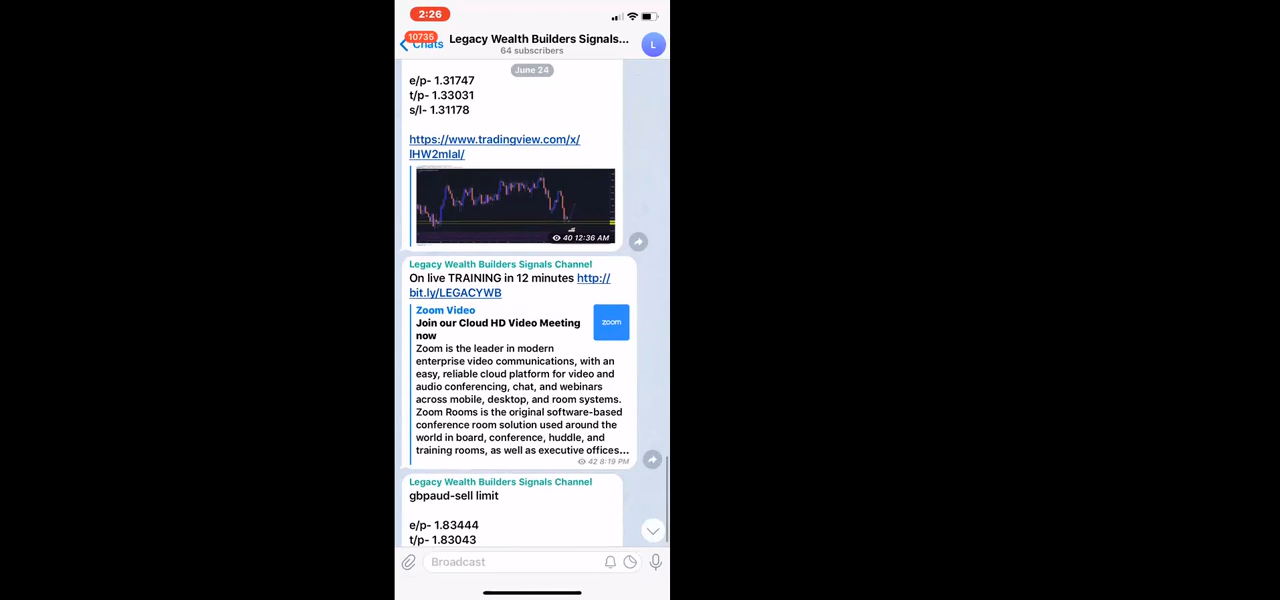 2:26
10735
Chats
Legacy Wealth Builders Signals...
64 subscribers
L
June 24
e/p- 1.31747
t/p- 1.33031
s/l- 1.31178
https://www.tradingview.com/x/
IHW2mlal/
40 12:36 AM
Legacy Wealth Builders Signals Channel
On live TRAINING in 12 minutes http://
bit.ly/LEGACYWB
Zoom Video
Join our Cloud HD Video Meeting
now
zoom
Zoom is the leader in modern
enterprise video communications, with an
easy, reliable cloud platform for video and
audio conferencing, chat, and webinars
across mobile, desktop, and room systems.
Zoom Rooms is the original software-based
conference room solution used around the
world in board, conference, huddle, and
training rooms, as well as executive offices...
42 8:19 PM
Legacy Wealth Builders Signals Channel
gbpaud-sell limit
e/p- 1.83444
t/p- 1.83043
Broadcast